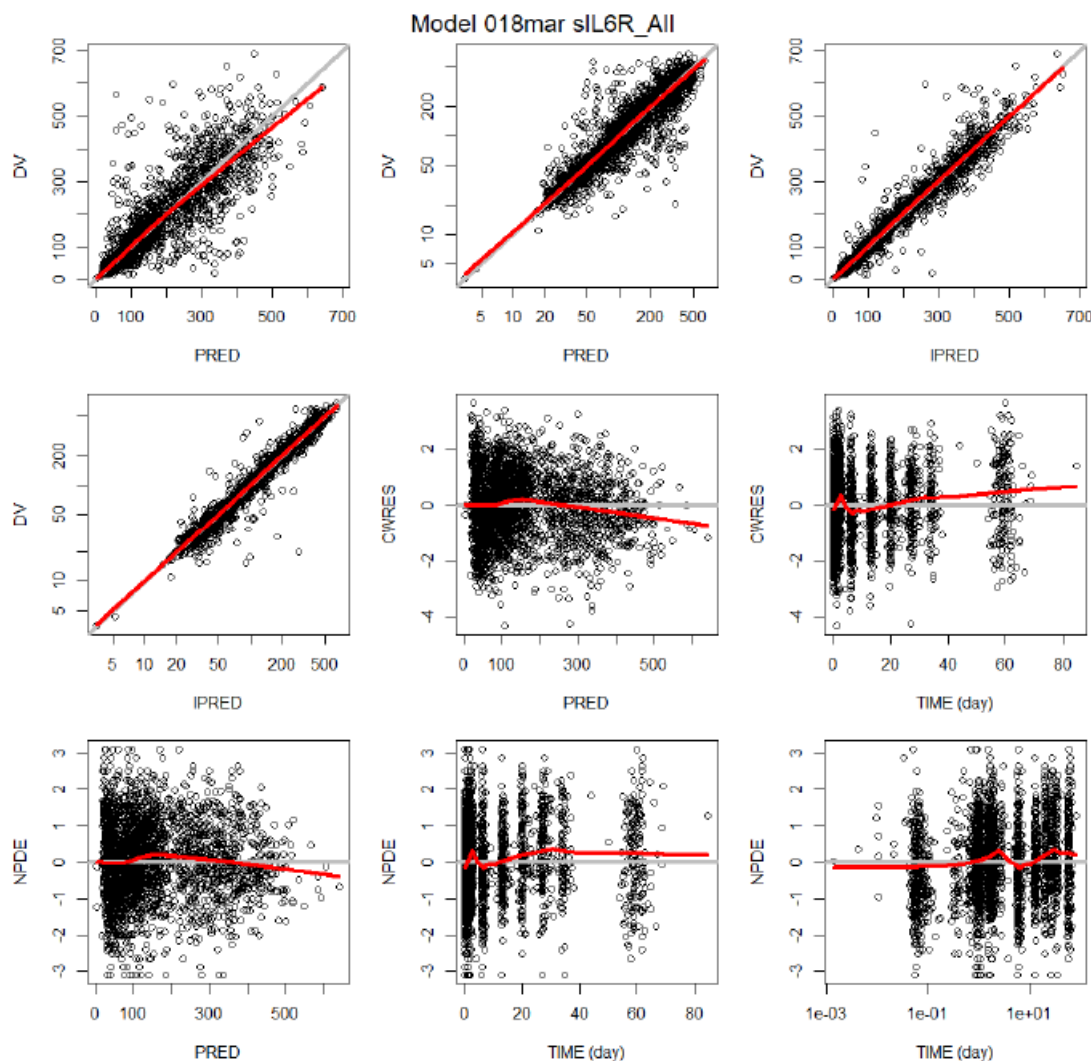 Model 018mar sIL6R_All
700
500
300
100
0
DV
0 100 300 500 700
PRED
200
50
10
5
DV
5 10 20 50 200 500
PRED
700
500
300
100
0
DV
0 100 300 500 700
IPRED
200
50
10
5
DV
5 10 20 50 200 500
IPRED
2
0
-2
-4
CWRES
0 100 300 500
PRED
2
0
-2
-4
CWRES
0 20 40 60 80
TIME (day)
3
2
1
0
-1
-2
-3
NPDE
0 100 300 500
PRED
3
2
1
0
-1
-2
-3
NPDE
0 20 40 60 80
TIME (day)
3
2
1
0
-1
-2
-3
NPDE
1e-03 1e-01 1e+01
TIME (day)